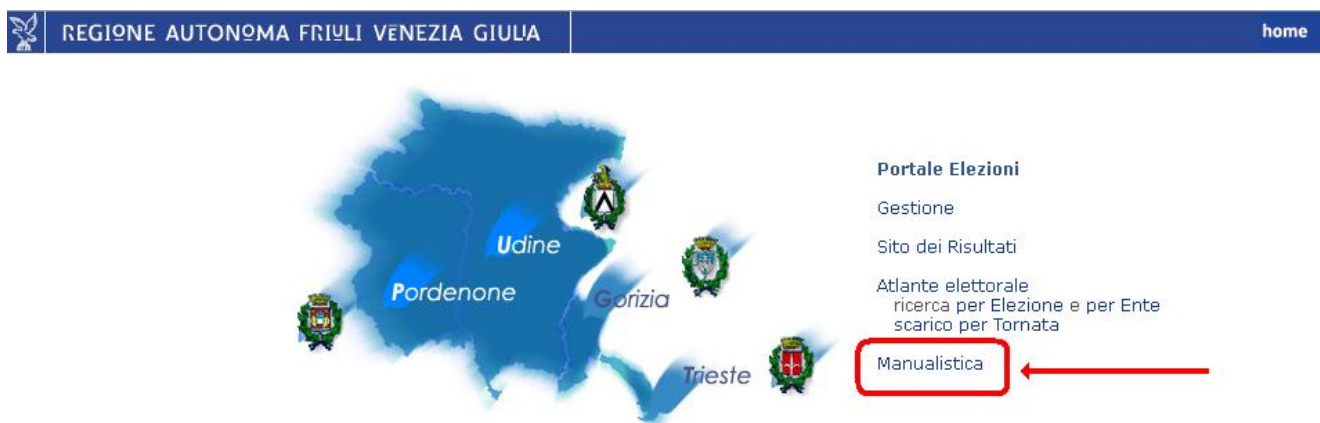 REGIONE AUTONOMA FRIULI VENEZIA GIULIA
home
Portale Elezioni
Gestione
Sito dei Risultati
Atlante elettorale
ricerca per Elezione e per Ente
scarico per Tornata
Manualistica
Udine
Pordenone
Gorizia
Trieste